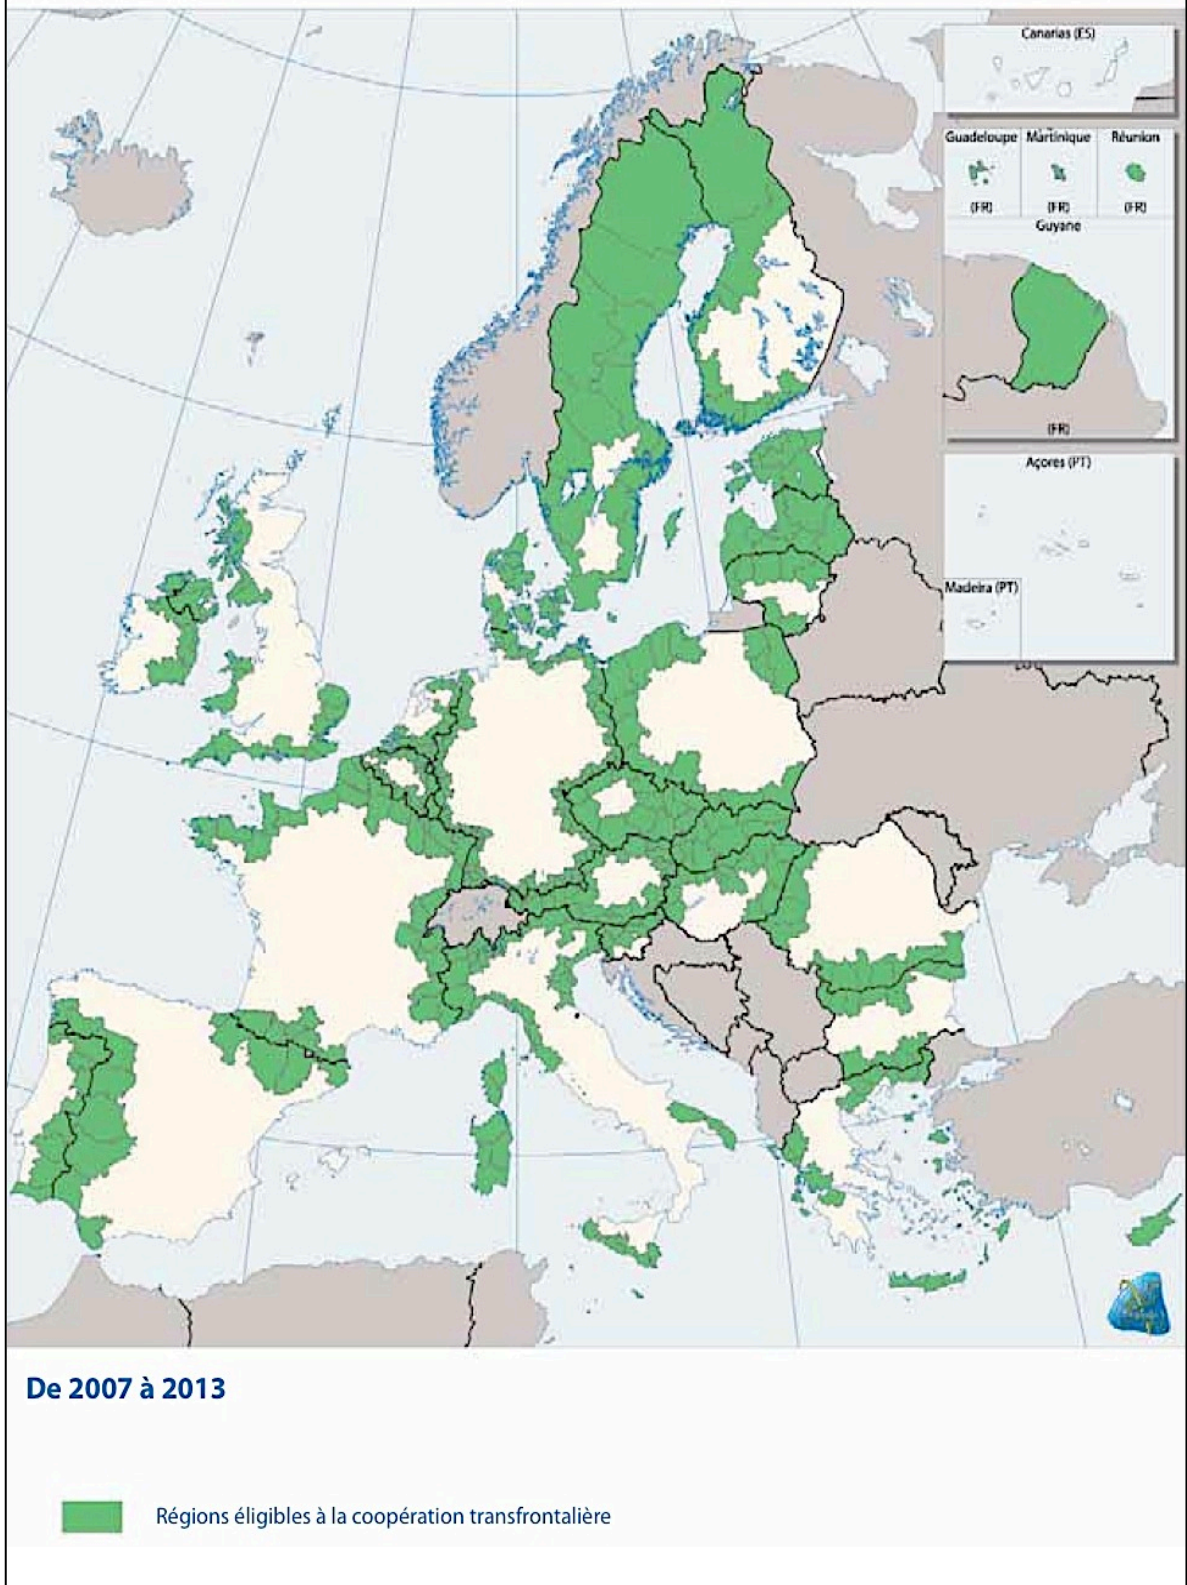 Canarias (ES)
Guadeloupe Martinique Réunion
(FR) (FR) (FR)
Guyane
(FR)
Açores (PT)
Madeira (PT)
De 2007 à 2013
Régions éligibles à la coopération transfrontalière